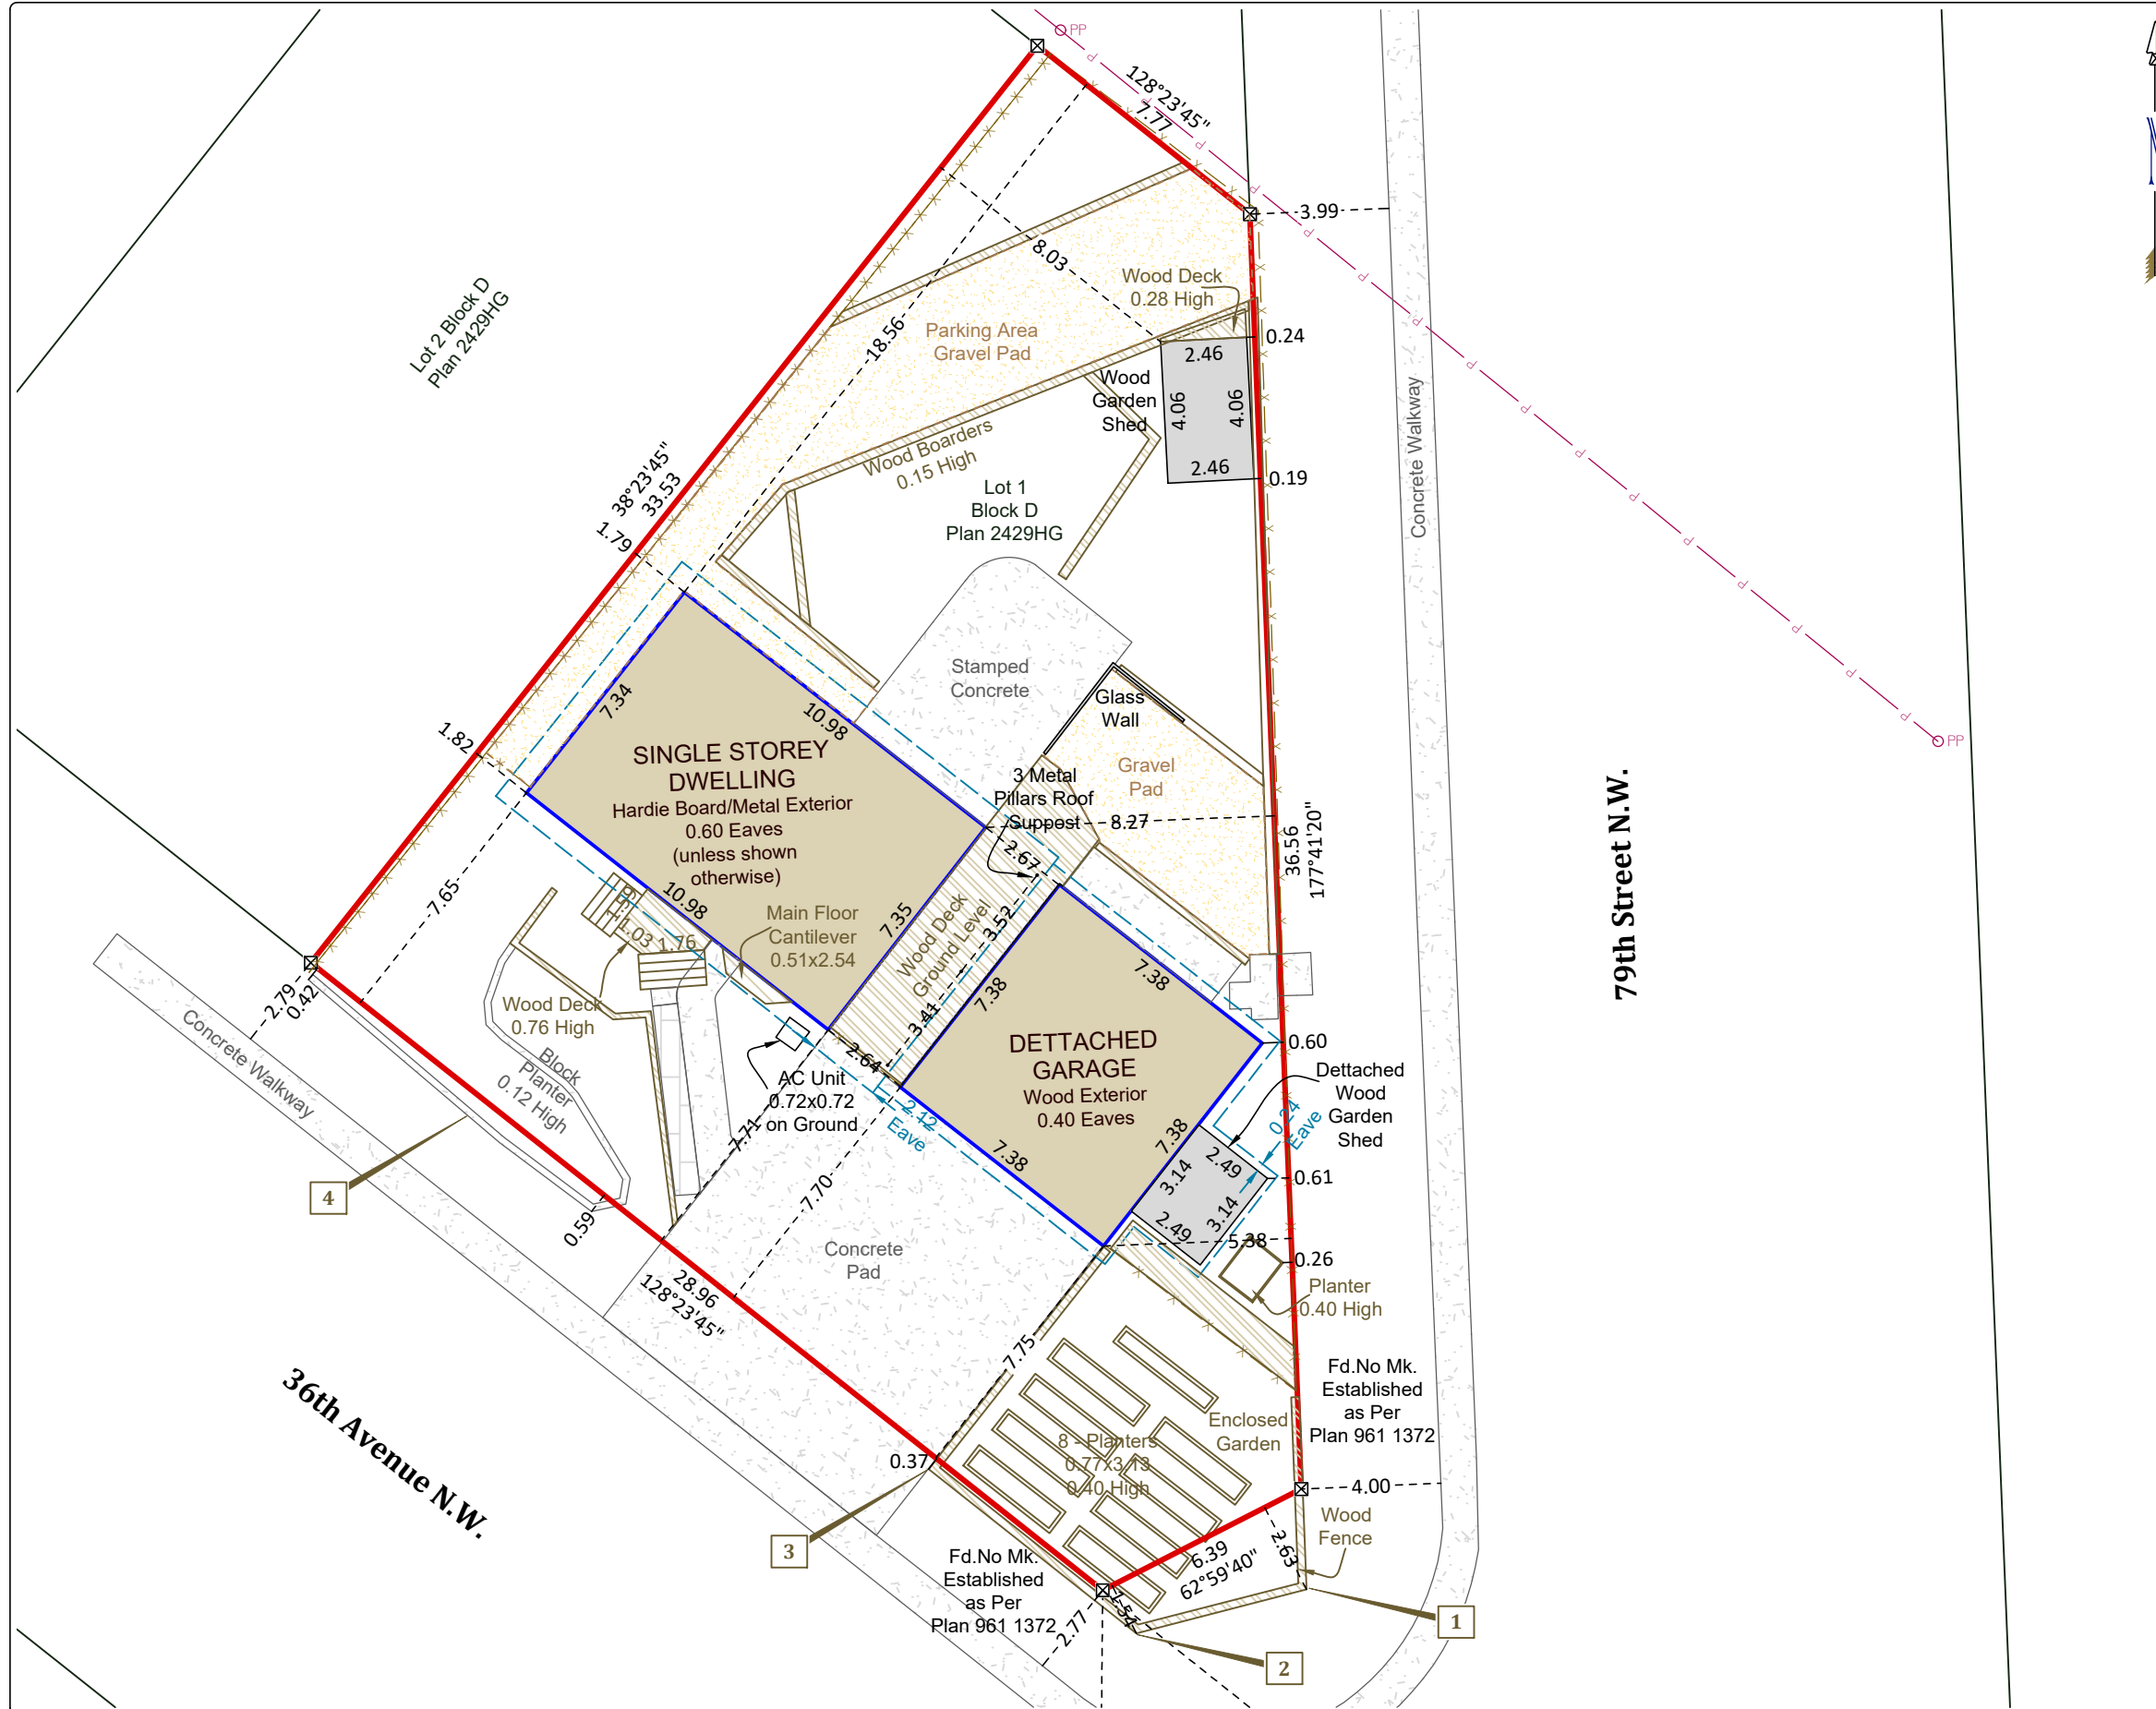 PP
128°23'45"
7.77
3.99
8.03
Wood Deck
0.28 High
Lot 2 Block D
Plan 2429HG
18.56
Parking Area
Gravel Pad
0.24
2.46
Wood
Garden
Shed
4.06
4.06
2.46
0.19
Concrete Walkway
Wood Boarders
0.15 High
38°23'45"
33.53
1.79
Lot 1
Block D
Plan 2429HG
Stamped
Concrete
Glass
Wall
7.34
10.98
1.82
SINGLE STOREY
DWELLING
Hardie Board/Metal Exterior
0.60 Eaves
(unless shown
otherwise)
3 Metal
Pillars Roof
Suppost
Gravel
Pad
8.27
36.56
177°41'20"
PP
79th Street N.W.
2.67
7.65
10.98
1.03
1.76
Main Floor
Cantilever
0.51x2.54
7.35
Wood Deck
Ground Level
3.52
3.41
7.38
7.38
2.79
0.42
Concrete Walkway
Wood Deck
0.76 High
Block
Planter
0.12 High
2.64
AC Unit
0.72x0.72
on Ground
DETTACHED
GARAGE
Wood Exterior
0.40 Eaves
0.60
Dettached
Wood
Garden
Shed
0.24
Eave
2.12
Eave
7.71
7.38
7.38
2.49
3.14
3.14
2.49
0.61
7.70
4
0.59
5.38
0.26
Planter
0.40 High
Concrete
Pad
28.96
128°23'45"
7.75
Fd.No Mk.
Established
as Per
Plan 961 1372
Enclosed
Garden
8 - Planters
0.77x3.13
0.40 High
36th Avenue N.W.
0.37
4.00
3
Wood
Fence
6.39
62°59'40"
2.63
Fd.No Mk.
Established
as Per
Plan 961 1372
2.77
1.54
1
2
P P P P P P P P P P P P P P P P